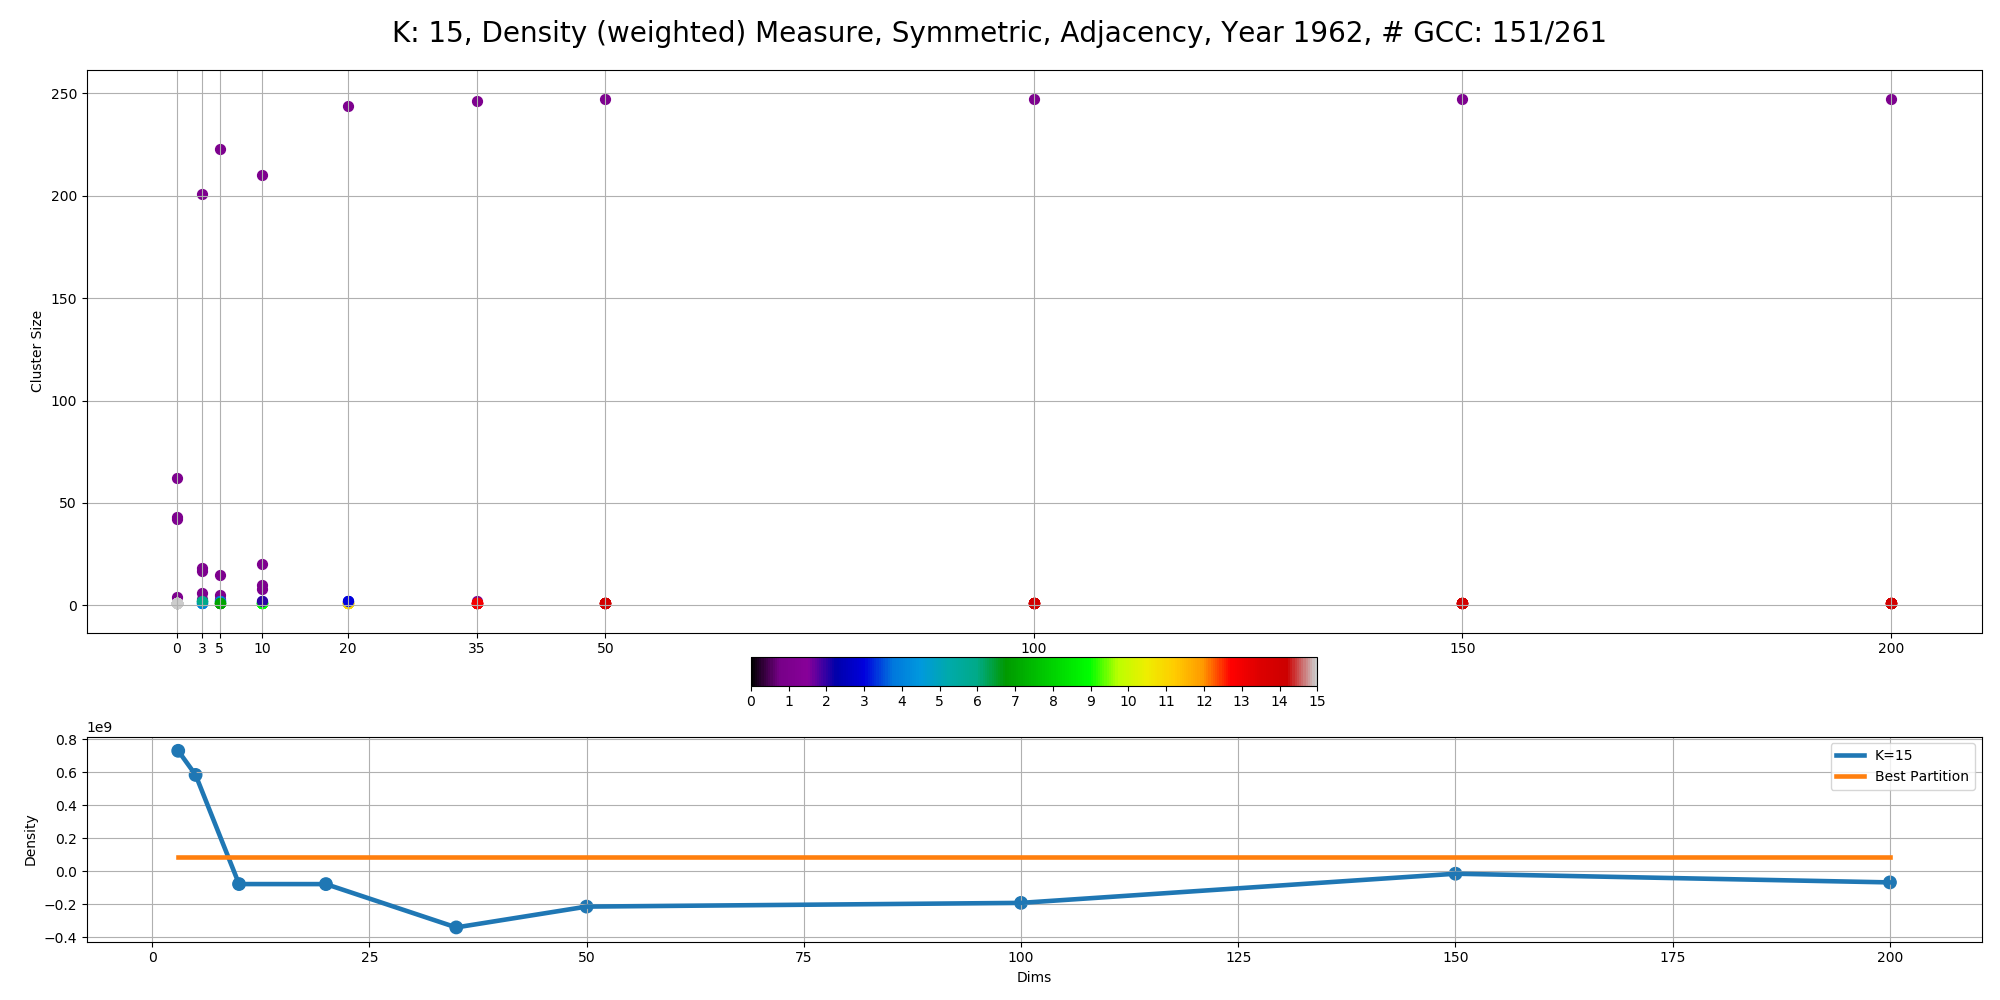 K: 15, Density (weighted) Measure, Symmetric, Adjacency, Year 1962, # GCC: 151/261
250
200
150
100
50
0
Cluster Size
0 3 5 10 20 35 50 100 150 200
0 1 2 3 4 5 6 7 8 9 10 11 12 13 14 15
1e9
0.8
0.6
0.4
0.2
0.0
−0.2
−0.4
Density
K=15
Best Partition
0 25 50 75 100 125 150 175 200
Dims